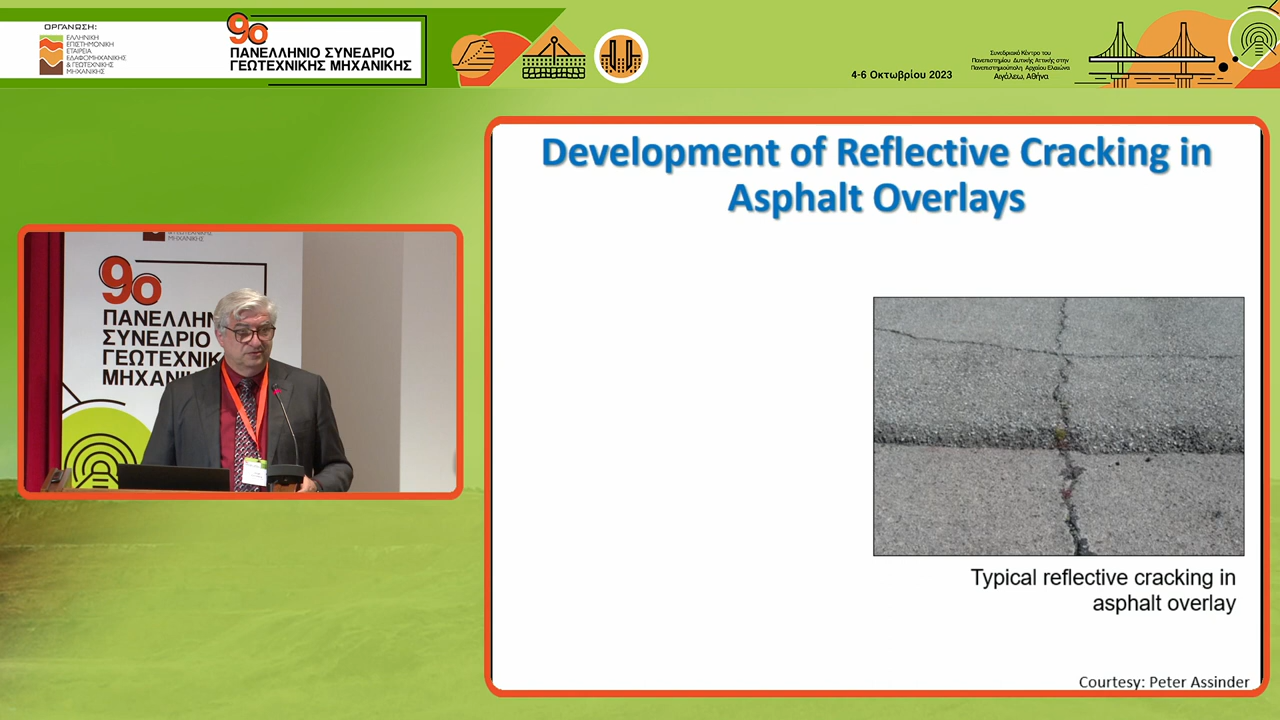 ΟΡΓΑΝΩΣΗ:
ΕΛΛΗΝΙΚΗ
ΕΠΙΣΤΗΜΟΝΙΚΗ
ΕΤΑΙΡΕΙΑ
ΕΔΑΦΟΜΗΧΑΝΙΚΗΣ
& ΓΕΩΤΕΧΝΙΚΗΣ
ΜΗΧΑΝΙΚΗΣ
9ο
ΠΑΝΕΛΛΗΝΙΟ ΣΥΝΕΔΡΙΟ
ΓΕΩΤΕΧΝΙΚΗΣ ΜΗΧΑΝΙΚΗΣ
4-6 Οκτωβρίου 2023
Συνεδριακό Κέντρο του
Πανεπιστημίου Δυτικής Αττικής στην
Πανεπιστημιούπολη Αρχαίου Ελαιώνα
Αιγάλεω, Αθήνα
ΜΗΧΑΝΙΚΗΣ
9ο
ΠΑΝΕΛΛΗΝ
ΣΥΝΕΔΡΙΟ
ΓΕΩΤΕΧΝΙΚ
ΜΗΧΑΝΙ
Development of Reflective Cracking in
Asphalt Overlays
Typical reflective cracking in
asphalt overlay
Courtesy: Peter Assinder